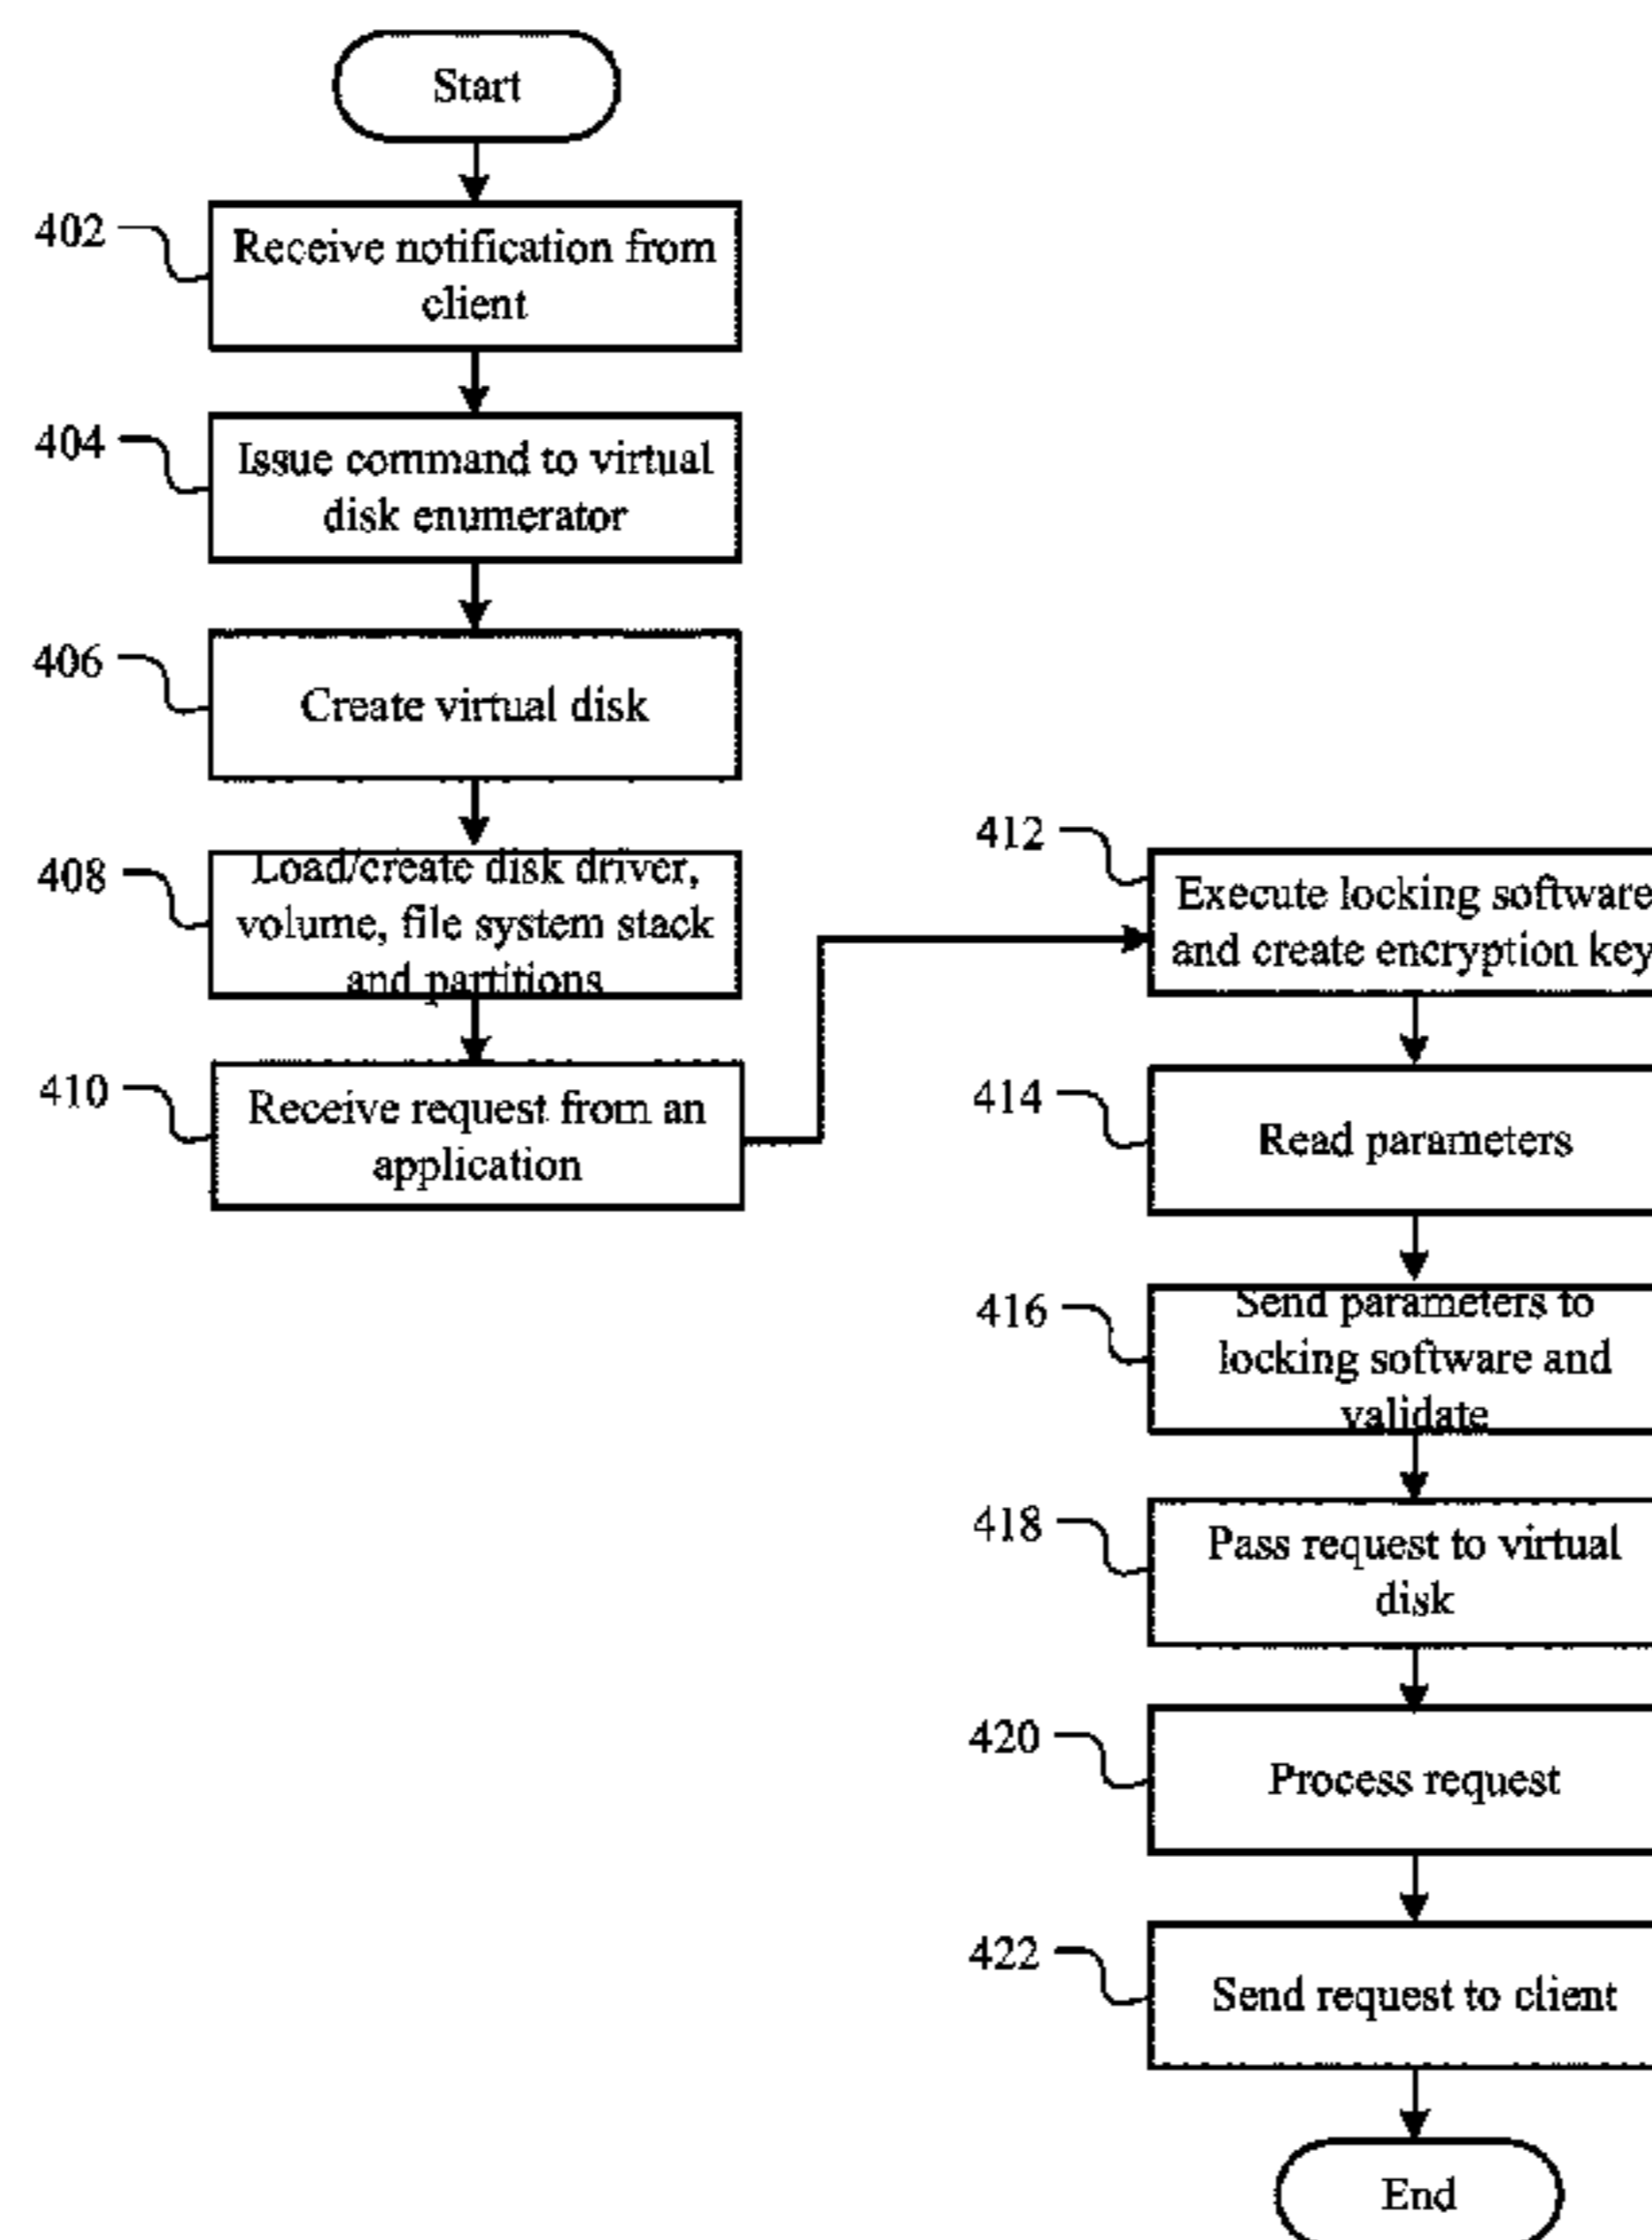 Start
402
Receive notification from
client
404
Issue command to virtual
disk enumerator
406
Create virtual disk
408
Load/create disk driver,
volume, file system stack
and partitions
410
Receive request from an
application
412
Execute locking software
and create encryption key
414
Read parameters
416
Send parameters to
locking software and
validate
418
Pass request to virtual
disk
420
Process request
422
Send request to client
End